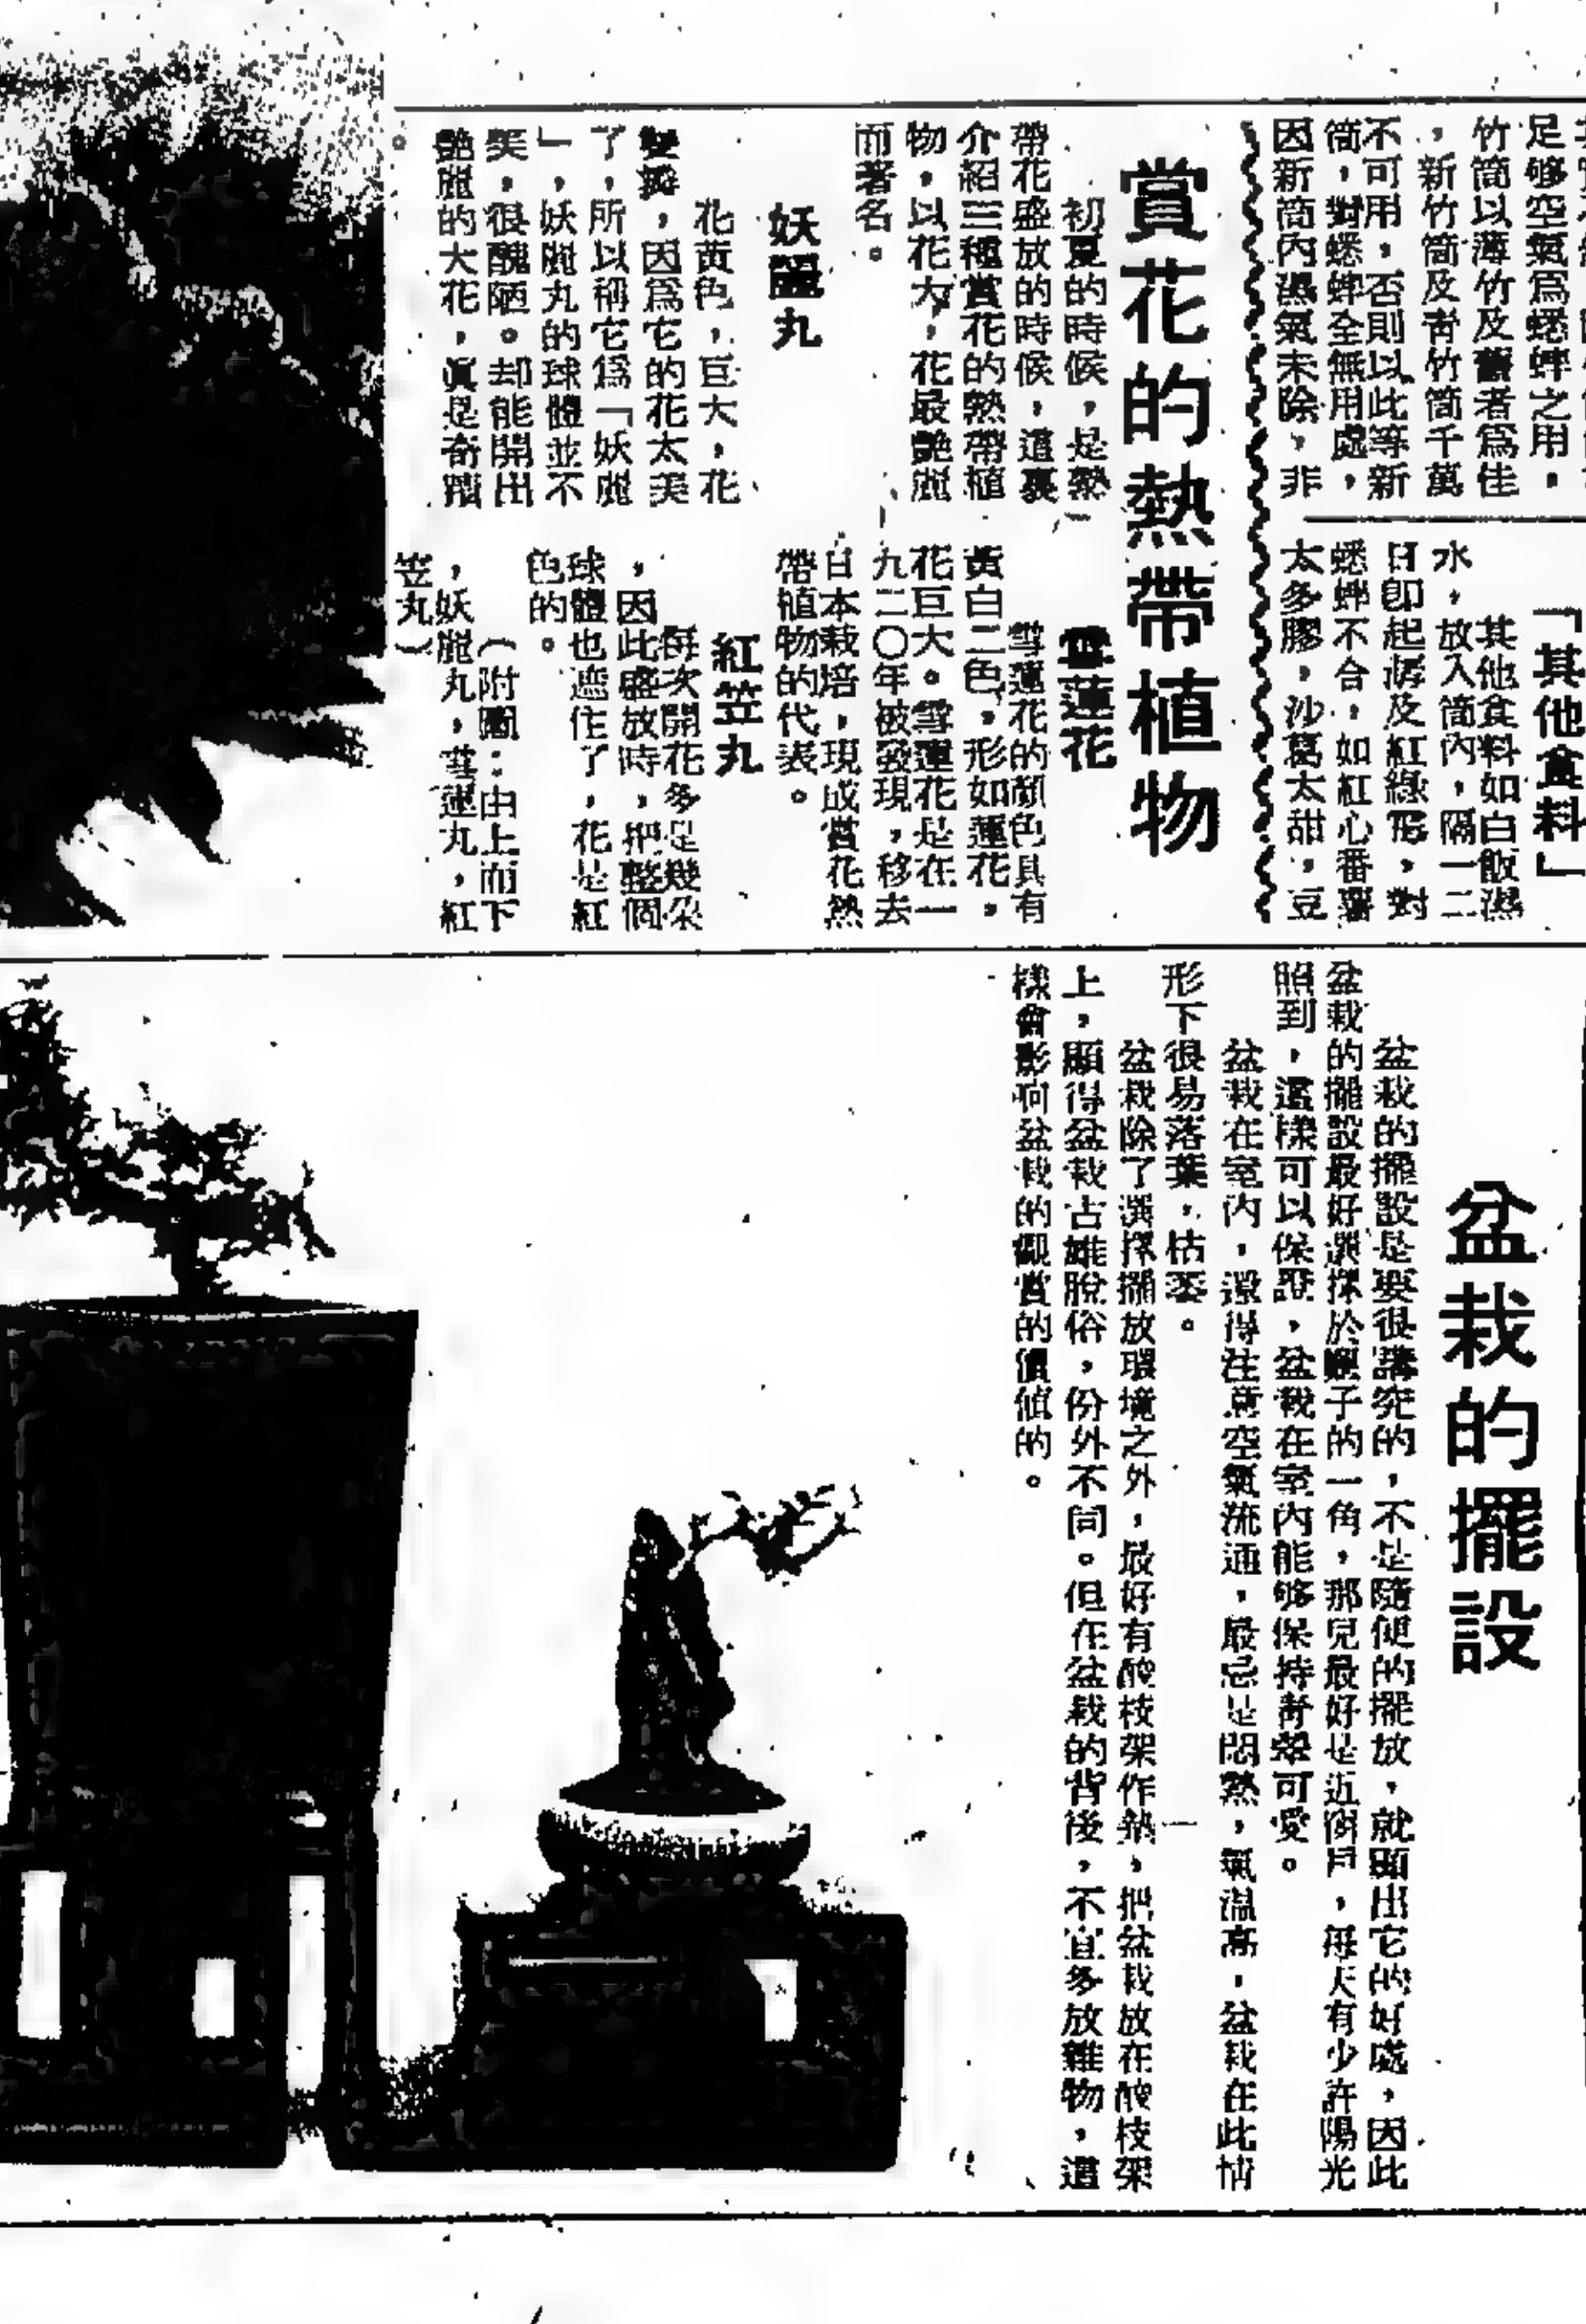 足够空氣爲蟋蟀之用，
竹筒以薄竹及舊者爲佳
，新竹筒及青竹筒千萬
不可用，否則以此等新
筒，對蟋蟀全無用處，
因新筒內濕氣未除，非
「其他食料」
其他食料如白飯濕
水，放入筒內，隔一二
日卽起孱及紅綠霉，對
蟋蟀不合，如紅心番薯
太多膠，沙葛太甜，豆
賞花的熱帶植物
初夏的時候，是熱
帶花盛放的時候，這裏
介紹三種賞花的熱帶植
物，以花大，花最艷麗
而著名。
妖麗丸
花黃色，巨大，花
雙瓣，因爲它的花太美
了，所以稱它爲「妖麗
」，妖麗丸的球體並不
美，很醜陋。却能開出
艷麗的大花，眞是奇蹟
。
雪蓮花
雪蓮花的顏色具有
黃白二色，形如蓮花，
花巨大。雪蓮花是在一
九二〇年被發現，移去
日本栽培，現成賞花熱
帶植物的代表。
紅笠丸
每次開花多是幾朵
，因此盛放時，把整個
球體也遮住了，花是紅
色的。
（附圖：由上而下
，妖麗丸，雪蓮丸，紅
笠丸）
盆栽的擺設
盆栽的擺設是要很講究的，不是隨便的擺放，就顯出它的好處，因此
盆栽的擺設最好選擇於廳子的一角，那兒最好是近窗戶，每天有少許陽光
照到，這樣可以保證，盆栽在室內能够保持青翠可愛。
盆栽在室內，還得注意空氣流通，最忌是悶熱，氣溫高，盆栽在此情
形下很易落葉，枯萎。
盆栽除了選擇擺放環境之外，最好有酸枝架作墊，把盆栽放在酸枝架
上，顯得盆栽古雅脫俗，份外不同。但在盆栽的背後，不宜多放雜物，這
樣會影响盆栽的觀賞的價值的。